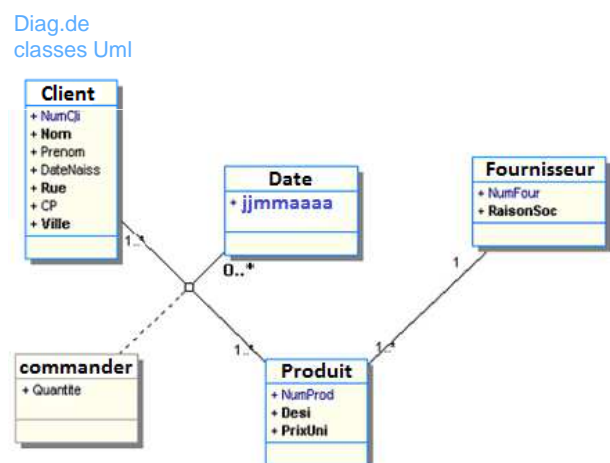 Diag.de
classes Uml
Client
+ NumCli
+ Nom
+ Prenom
+ DateNaiss
+ Rue
+ CP
+ Ville
Date
+ jjmmaaaa
Fournisseur
+ NumFour
+ RaisonSoc
1..*
0..*
1
1..*
1..*
commander
+ Quantite
Produit
+ NumProd
+ Desi
+ PrixUni